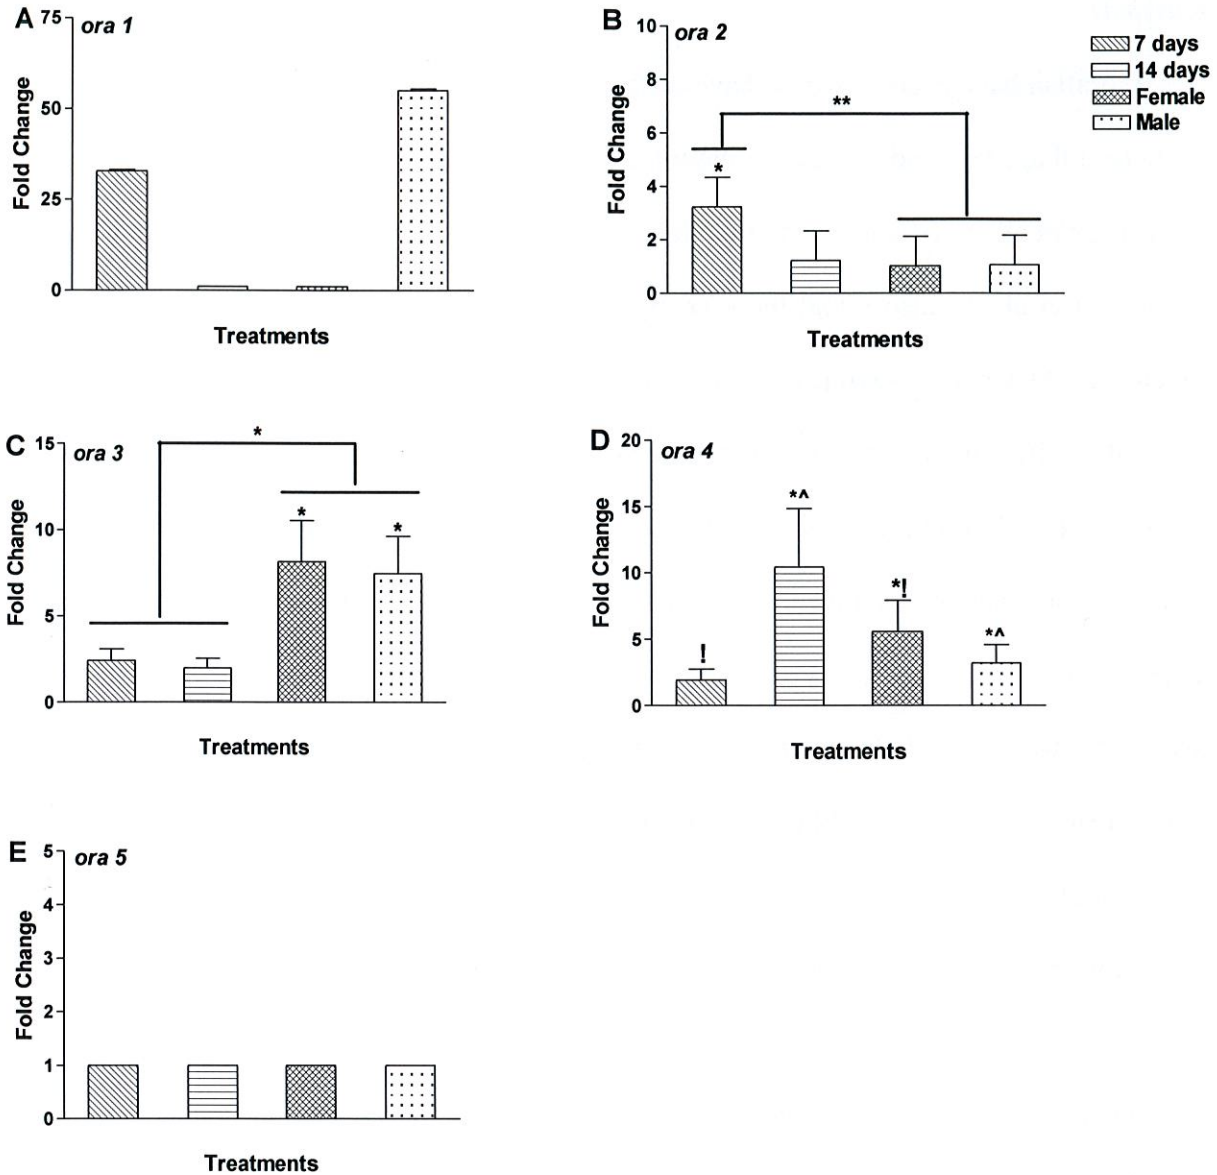 A
ora 1
75
50
25
0
Fold Change
Treatments
B
ora 2
10
8
6
4
2
0
Fold Change
**
*
Treatments
7 days
14 days
Female
Male
C
ora 3
15
10
5
0
Fold Change
*
*
*
Treatments
D
ora 4
20
15
10
5
0
Fold Change
!
*^
*!
*^
Treatments
E
ora 5
5
4
3
2
1
0
Fold Change
Treatments